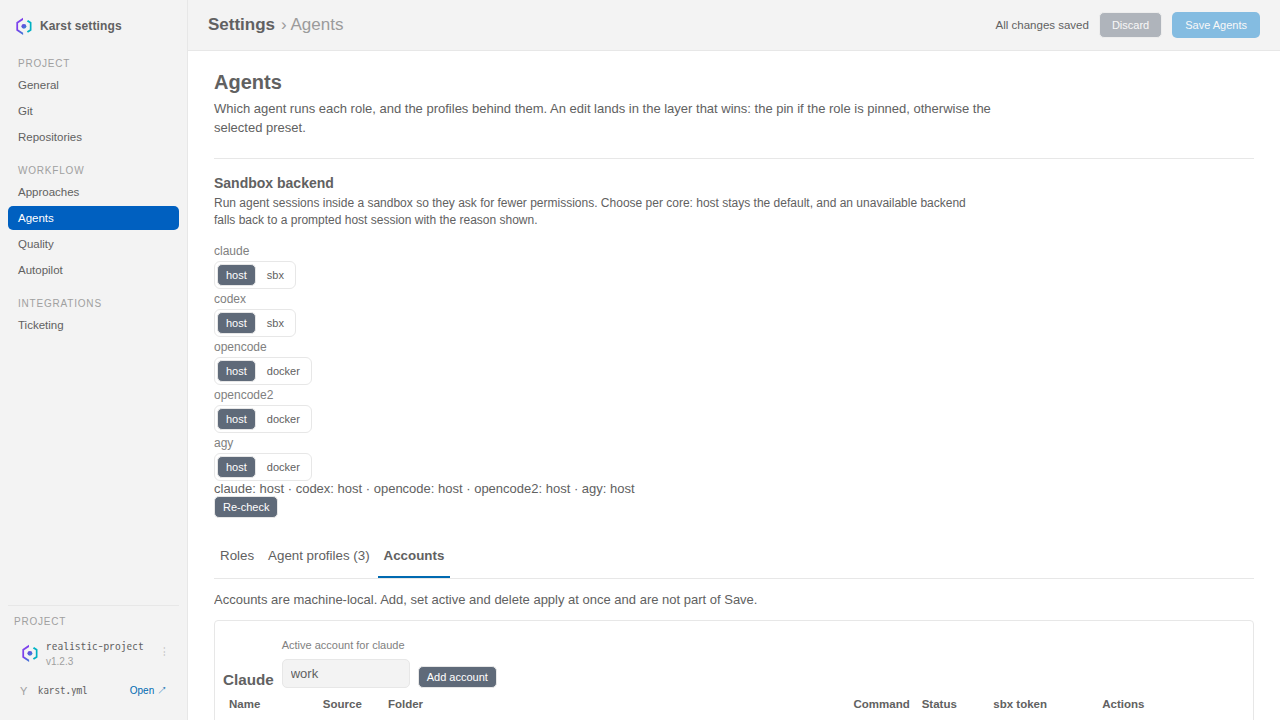 Karst settings
PROJECT
General
Git
Repositories
WORKFLOW
Approaches
Agents
Quality
Autopilot
INTEGRATIONS
Ticketing
PROJECT
realistic-project
v1.2.3
Y karst.yml Open ↗
Settings › Agents
All changes saved
Discard
Save Agents
Agents
Which agent runs each role, and the profiles behind them. An edit lands in the layer that wins: the pin if the role is pinned, otherwise the
selected preset.
Sandbox backend
Run agent sessions inside a sandbox so they ask for fewer permissions. Choose per core: host stays the default, and an unavailable backend
falls back to a prompted host session with the reason shown.
claude
host sbx
codex
host sbx
opencode
host docker
opencode2
host docker
agy
host docker
claude: host · codex: host · opencode: host · opencode2: host · agy: host
Re-check
Roles Agent profiles (3) Accounts
Accounts are machine-local. Add, set active and delete apply at once and are not part of Save.
Active account for claude
Claude work Add account
Name Source Folder Command Status sbx token Actions